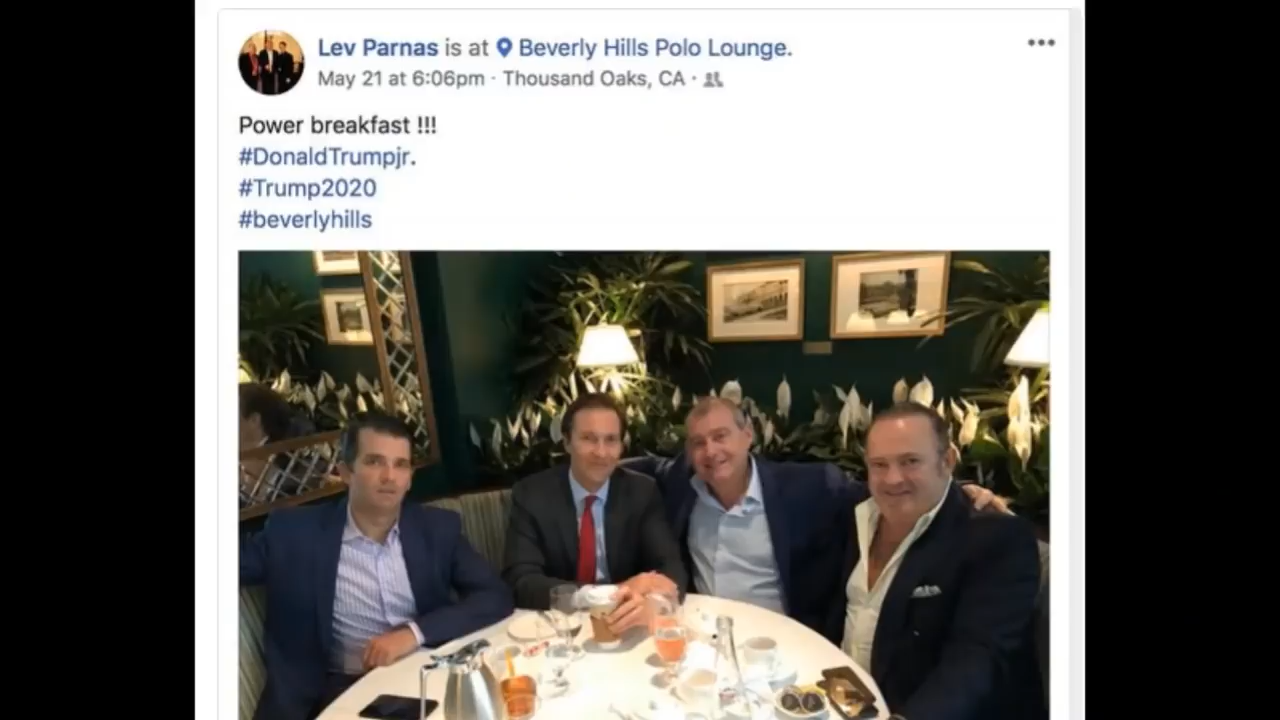 Lev Parnas is at Beverly Hills Polo Lounge.
May 21 at 6:06pm · Thousand Oaks, CA ·
Power breakfast !!!
#DonaldTrumpjr.
#Trump2020
#beverlyhills